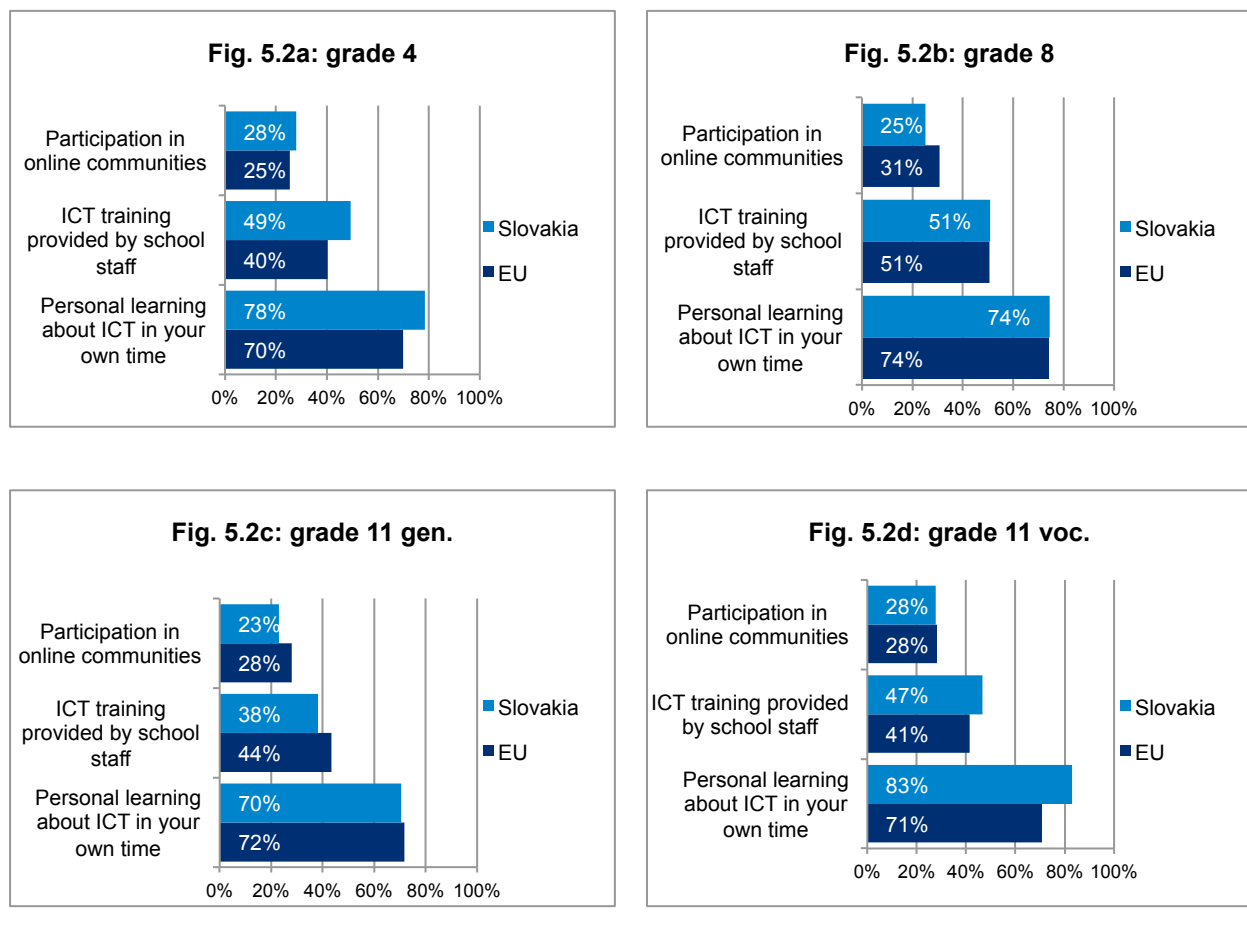 Fig. 5.2a: grade 4
Participation in
online communities
28%
25%
ICT training
provided by school
staff
49%
40%
Personal learning
about ICT in your
own time
78%
70%
0% 20% 40% 60% 80% 100%
Slovakia
EU
Fig. 5.2b: grade 8
Participation in
online communities
25%
31%
ICT training
provided by school
staff
51%
51%
Personal learning
about ICT in your
own time
74%
74%
0% 20% 40% 60% 80% 100%
Slovakia
EU
Fig. 5.2c: grade 11 gen.
Participation in
online communities
23%
28%
ICT training
provided by school
staff
38%
44%
Personal learning
about ICT in your
own time
70%
72%
0% 20% 40% 60% 80% 100%
Slovakia
EU
Fig. 5.2d: grade 11 voc.
Participation in
online communities
28%
28%
ICT training provided
by school staff
47%
41%
Personal learning
about ICT in your
own time
83%
71%
0% 20% 40% 60% 80% 100%
Slovakia
EU